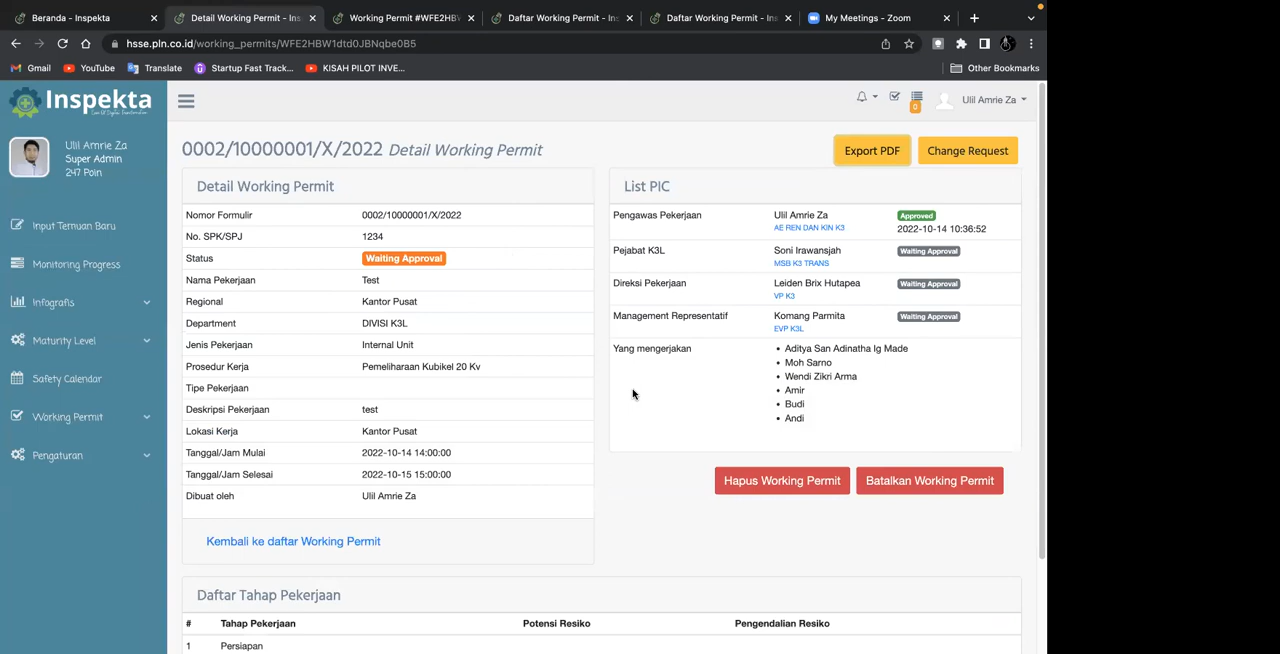 Beranda - Inspekta
Detail Working Permit - Ins
Working Permit #WFE2HBW
Daftar Working Permit - Ins
Daftar Working Permit - Ins
My Meetings - Zoom
hsse.pln.co.id/working_permits/WFE2HBW1dtd0JBNqbe0B5
Gmail
YouTube
Translate
Startup Fast Track...
KISAH PILOT INVE...
Other Bookmarks
Inspekta
Ulil Amrie Za
0
Ulil Amrie Za
Super Admin
247 Poin
Input Temuan Baru
Monitoring Progress
Infografis
Maturity Level
Safety Calendar
Working Permit
Pengaturan
0002/10000001/X/2022 Detail Working Permit
Export PDF
Change Request
Detail Working Permit
Nomor Formulir 0002/10000001/X/2022
No. SPK/SPJ 1234
Status Waiting Approval
Nama Pekerjaan Test
Regional Kantor Pusat
Department DIVISI K3L
Jenis Pekerjaan Internal Unit
Prosedur Kerja Pemeliharaan Kubikel 20 Kv
Tipe Pekerjaan
Deskripsi Pekerjaan test
Lokasi Kerja Kantor Pusat
Tanggal/Jam Mulai 2022-10-14 14:00:00
Tanggal/Jam Selesai 2022-10-15 15:00:00
Dibuat oleh Ulil Amrie Za
Kembali ke daftar Working Permit
List PIC
Pengawas Pekerjaan Ulil Amrie Za Approved
AE REN DAN KIN K3 2022-10-14 10:36:52
Pejabat K3L Soni Irawansjah Waiting Approval
MSB K3 TRANS
Direksi Pekerjaan Leiden Brix Hutapea Waiting Approval
VP K3
Management Representatif Komang Parmita Waiting Approval
EVP K3L
Yang mengerjakan • Aditya San Adinatha Ig Made
• Moh Sarno
• Wendi Zikri Arma
• Amir
• Budi
• Andi
Hapus Working Permit
Batalkan Working Permit
Daftar Tahap Pekerjaan
# Tahap Pekerjaan Potensi Resiko Pengendalian Resiko
1 Persiapan